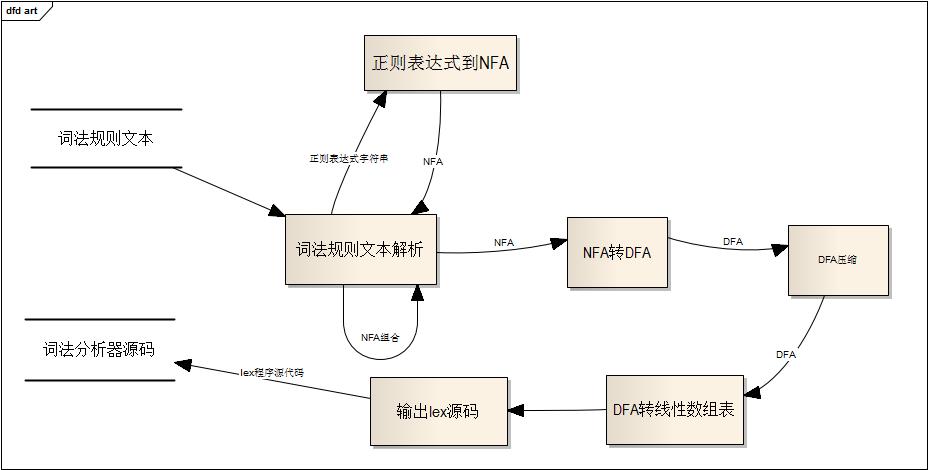 dfd art
正则表达式到NFA
词法规则文本
正则表达式字符串
NFA
词法规则文本解析
NFA
NFA转DFA
DFA
DFA压缩
NFA组合
词法分析器源码
lex程序源代码
DFA
输出lex源码
DFA转线性数组表